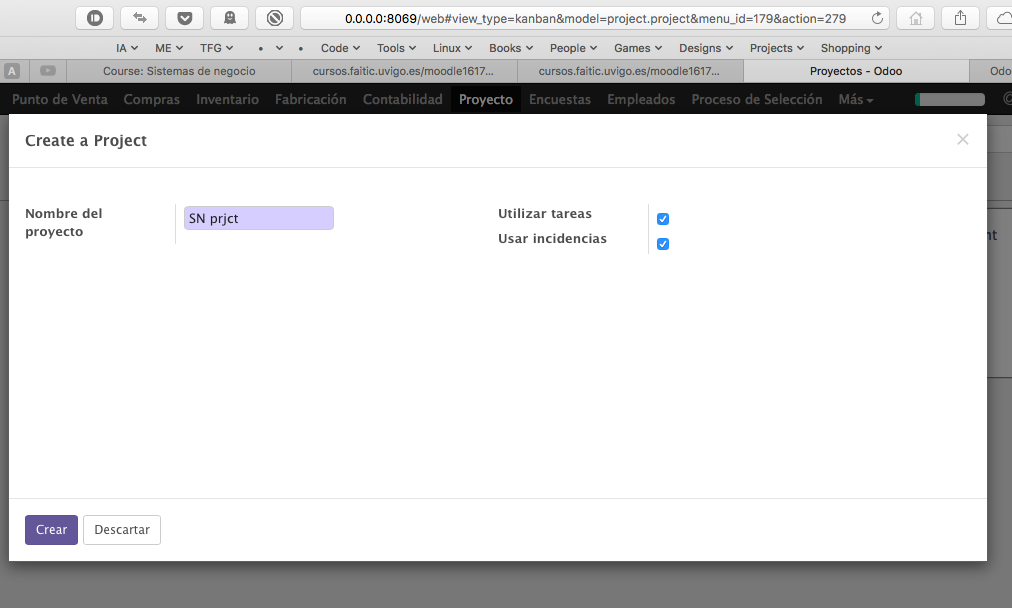 0.0.0.0:8069/web#view_type=kanban&model=project.project&menu_id=179&action=279
IA ME TFG • • Code Tools Linux Books People Games Designs Projects Shopping
A Course: Sistemas de negocio cursos.faitic.uvigo.es/moodle1617... cursos.faitic.uvigo.es/moodle1617... Proyectos - Odoo Odoo
Punto de Venta Compras Inventario Fabricación Contabilidad Proyecto Encuestas Empleados Proceso de Selección Más
Create a Project ×
Nombre del
proyecto
SN prjct
Utilizar tareas
Usar incidencias
nt
Crear Descartar